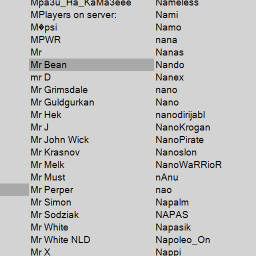 Mpa3u_Ha_KaMa3eee Nameless
MPlayers on server: Nami
M�psi Namo
MPWR nana
Mr Nanas
Mr Bean Nando
mr D Nanex
Mr Grimsdale nano
Mr Guldgurkan Nano
Mr Hek nanodirijabl
Mr J NanoKrogan
Mr John Wick NanoPirate
Mr Krasnov Nanoslon
Mr Melk NanoWaRRioR
Mr Must nAnu
Mr Perper nao
Mr Simon Napalm
Mr Sodziak NAPAS
Mr White Napasik
Mr White NLD Napoleo_On
Mr X Nappi